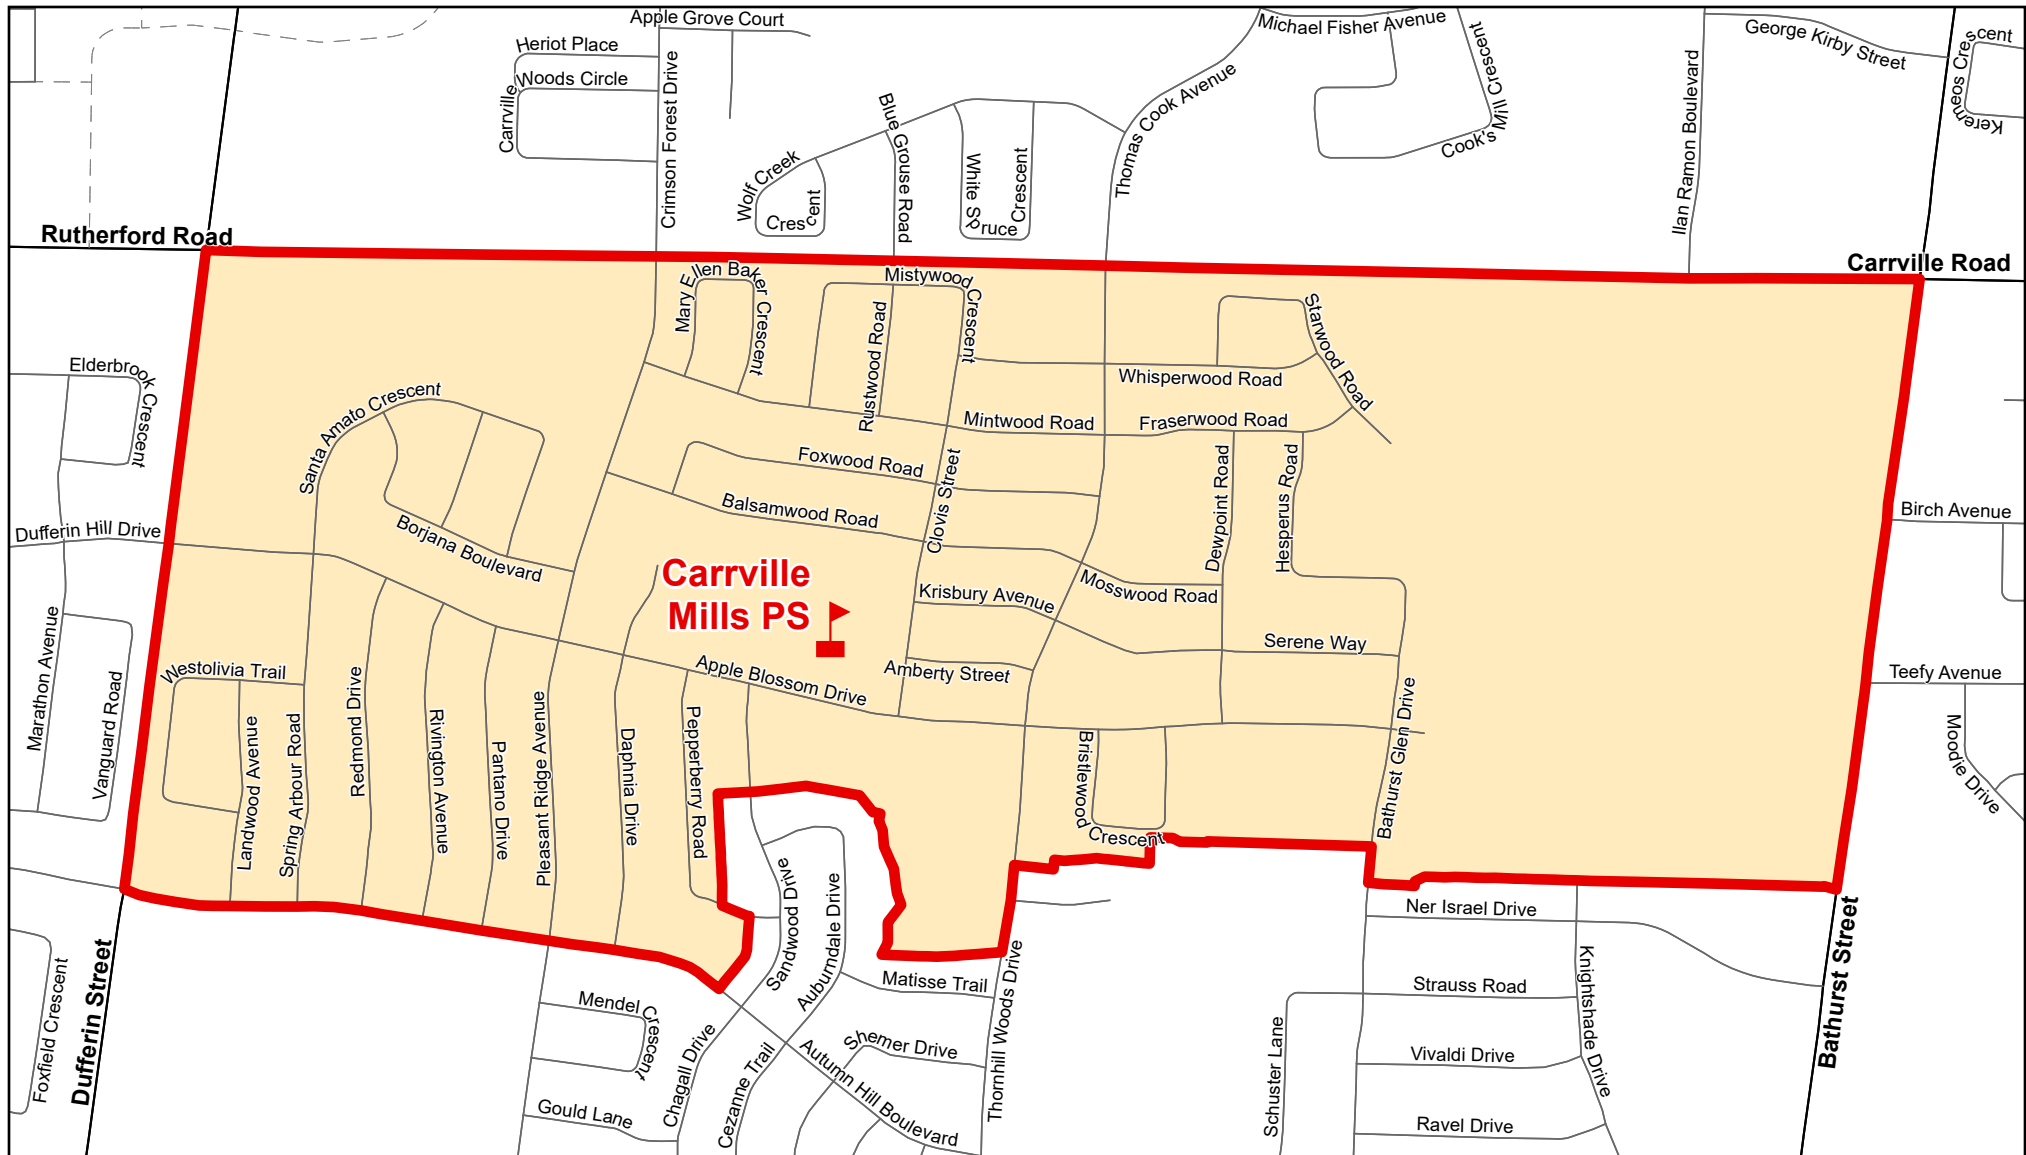 Apple Grove Court
Michael Fisher Avenue
George Kirby Street
Keremeos Crescent
Heriot Place
Carrville Woods Circle
Crimson Forest Drive
Thomas Cook Avenue
Cook's Mill Crescent
Ilan Ramon Boulevard
Blue Grouse Road
Wolf Creek Crescent
White Spruce Crescent
Rutherford Road
Carrville Road
Mary Ellen Baker Crescent
Mistywood Crescent
Rustwood Road
Starwood Road
Elderbrook Crescent
Santa Amato Crescent
Whisperwood Road
Mintwood Road
Fraserwood Road
Foxwood Road
Clovis Street
Dewpoint Road
Hesperus Road
Balsamwood Road
Birch Avenue
Dufferin Hill Drive
Borjana Boulevard
Carrville
Mills PS
Krisbury Avenue
Mosswood Road
Serene Way
Marathon Avenue
Vanguard Road
Westolivia Trail
Apple Blossom Drive
Amberty Street
Teefy Avenue
Moodie Drive
Landwood Avenue
Spring Arbour Road
Redmond Drive
Rivington Avenue
Pantano Drive
Pleasant Ridge Avenue
Daphnia Drive
Pepperberry Road
Bristlewood Crescent
Bathurst Glen Drive
Sandwood Drive
Auburndale Drive
Ner Israel Drive
Knightshade Drive
Bathurst Street
Dufferin Street
Foxfield Crescent
Mendel Crescent
Matisse Trail
Thornhill Woods Drive
Strauss Road
Chagall Drive
Cezanne Trail
Shemer Drive
Autumn Hill Boulevard
Schuster Lane
Vivaldi Drive
Gould Lane
Ravel Drive